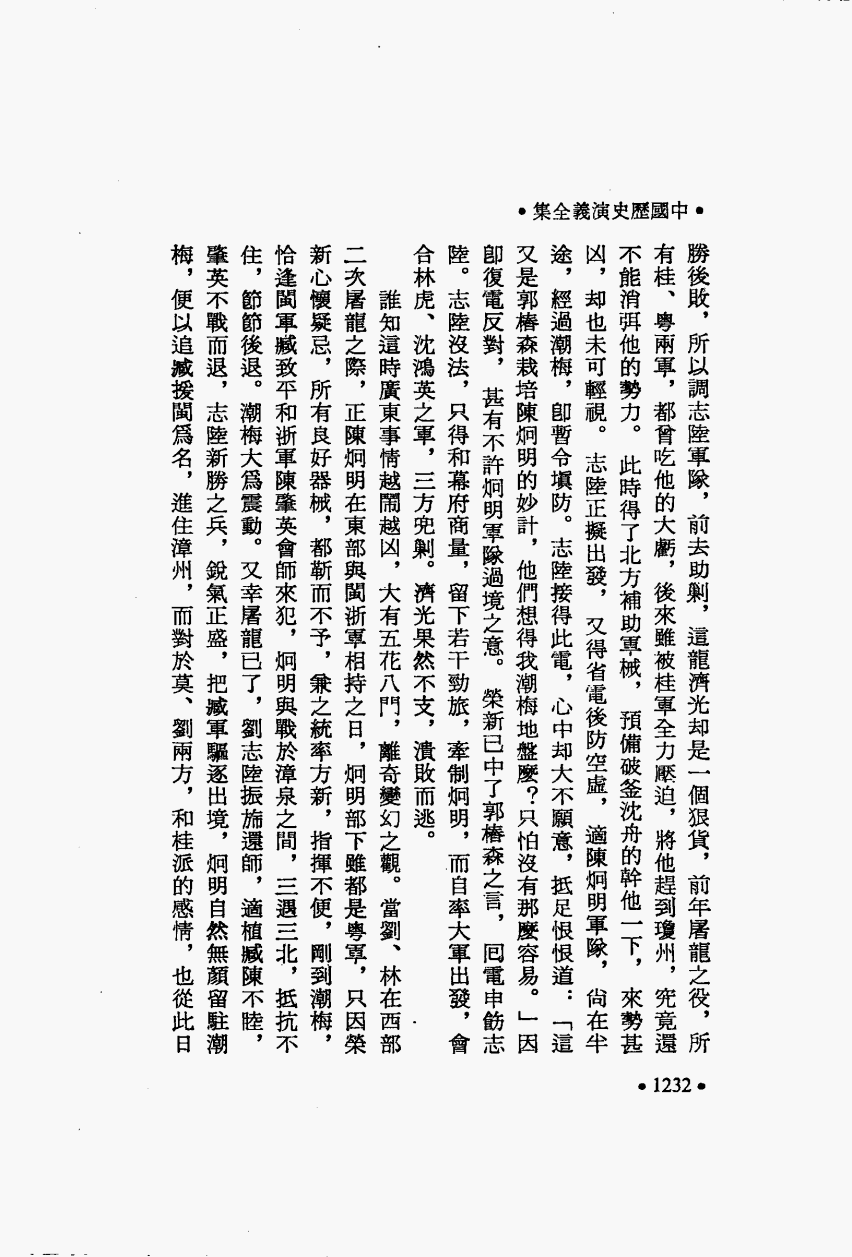 •中國歷史演義全集•
勝後敗，所以調志陸軍隊，前去助剿，這龍濟光却是一個狠貨，前年屠龍之役，所
有桂、粵兩軍，都曾吃他的大虧，後來雖被桂軍全力壓迫，將他趕到瓊州，究竟還
不能消弭他的勢力。此時得了北方補助軍械，預備破釜沈舟的幹他一下，來勢甚
凶，却也未可輕視。志陸正擬出發，又得省電後防空虛，適陳炯明軍隊，尙在半
途，經過潮梅，卽暫令塡防。志陸接得此電，心中却大不願意，抵足恨恨道：「這
又是郭椿森栽培陳炯明的妙計，他們想得我潮梅地盤麼？只怕沒有那麼容易。」因
卽復電反對，甚有不許炯明軍隊過境之意。榮新已中了郭椿森之言，囘電申飭志
陸。志陸沒法，只得和幕府商量，留下若干勁旅，牽制炯明，而自率大軍出發，會
合林虎、沈鴻英之軍，三方兜剿。濟光果然不支，潰敗而逃。
誰知這時廣東事情越鬧越凶，大有五花八門，離奇變幻之觀。當劉、林在西部
二次屠龍之際，正陳炯明在東部與閩浙軍相持之日，炯明部下雖都是粵軍，只因榮
新心懷疑忌，所有良好器械，都靳而不予，兼之統率方新，指揮不便，剛到潮梅，
恰逢閩軍臧致平和浙軍陳肇英會師來犯，炯明與戰於漳泉之間，三遇三北，抵抗不
住，節節後退。潮梅大爲震動。又幸屠龍已了，劉志陸振旅還師，適植臧陳不睦，
肇英不戰而退，志陸新勝之兵，銳氣正盛，把臧軍驅逐出境，炯明自然無顏留駐潮
梅，便以追臧援閩爲名，進住漳州，而對於莫、劉兩方，和桂派的感情，也從此日
•1232•